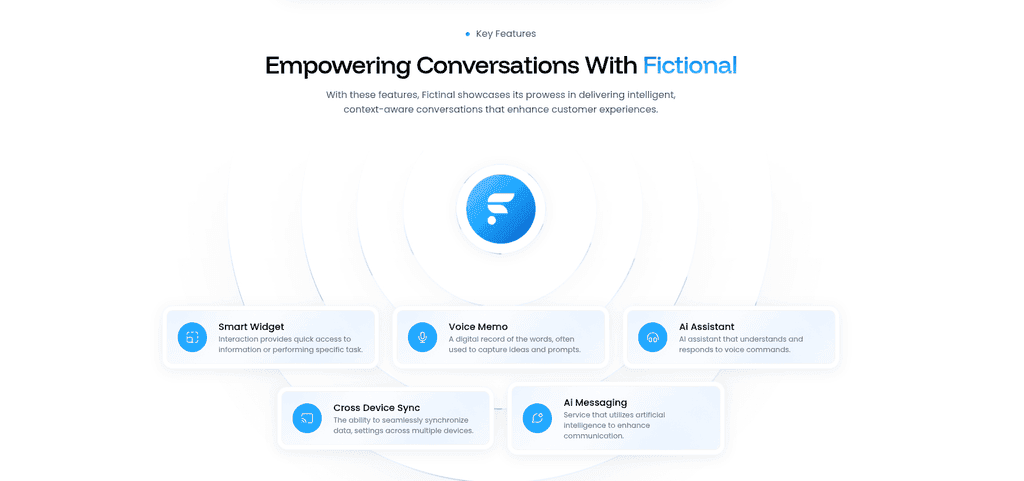 Key Features
Empowering Conversations With Fictional
With these features, Fictinal showcases its prowess in delivering intelligent,
context-aware conversations that enhance customer experiences.
Smart Widget
Interaction provides quick access to
information or performing specific task.
Voice Memo
A digital record of the words, often
used to capture ideas and prompts.
Ai Assistant
AI assistant that understands and
responds to voice commands.
Cross Device Sync
The ability to seamlessly synchronize
data, settings across multiple devices.
Ai Messaging
Service that utilizes artificial
intelligence to enhance
communication.